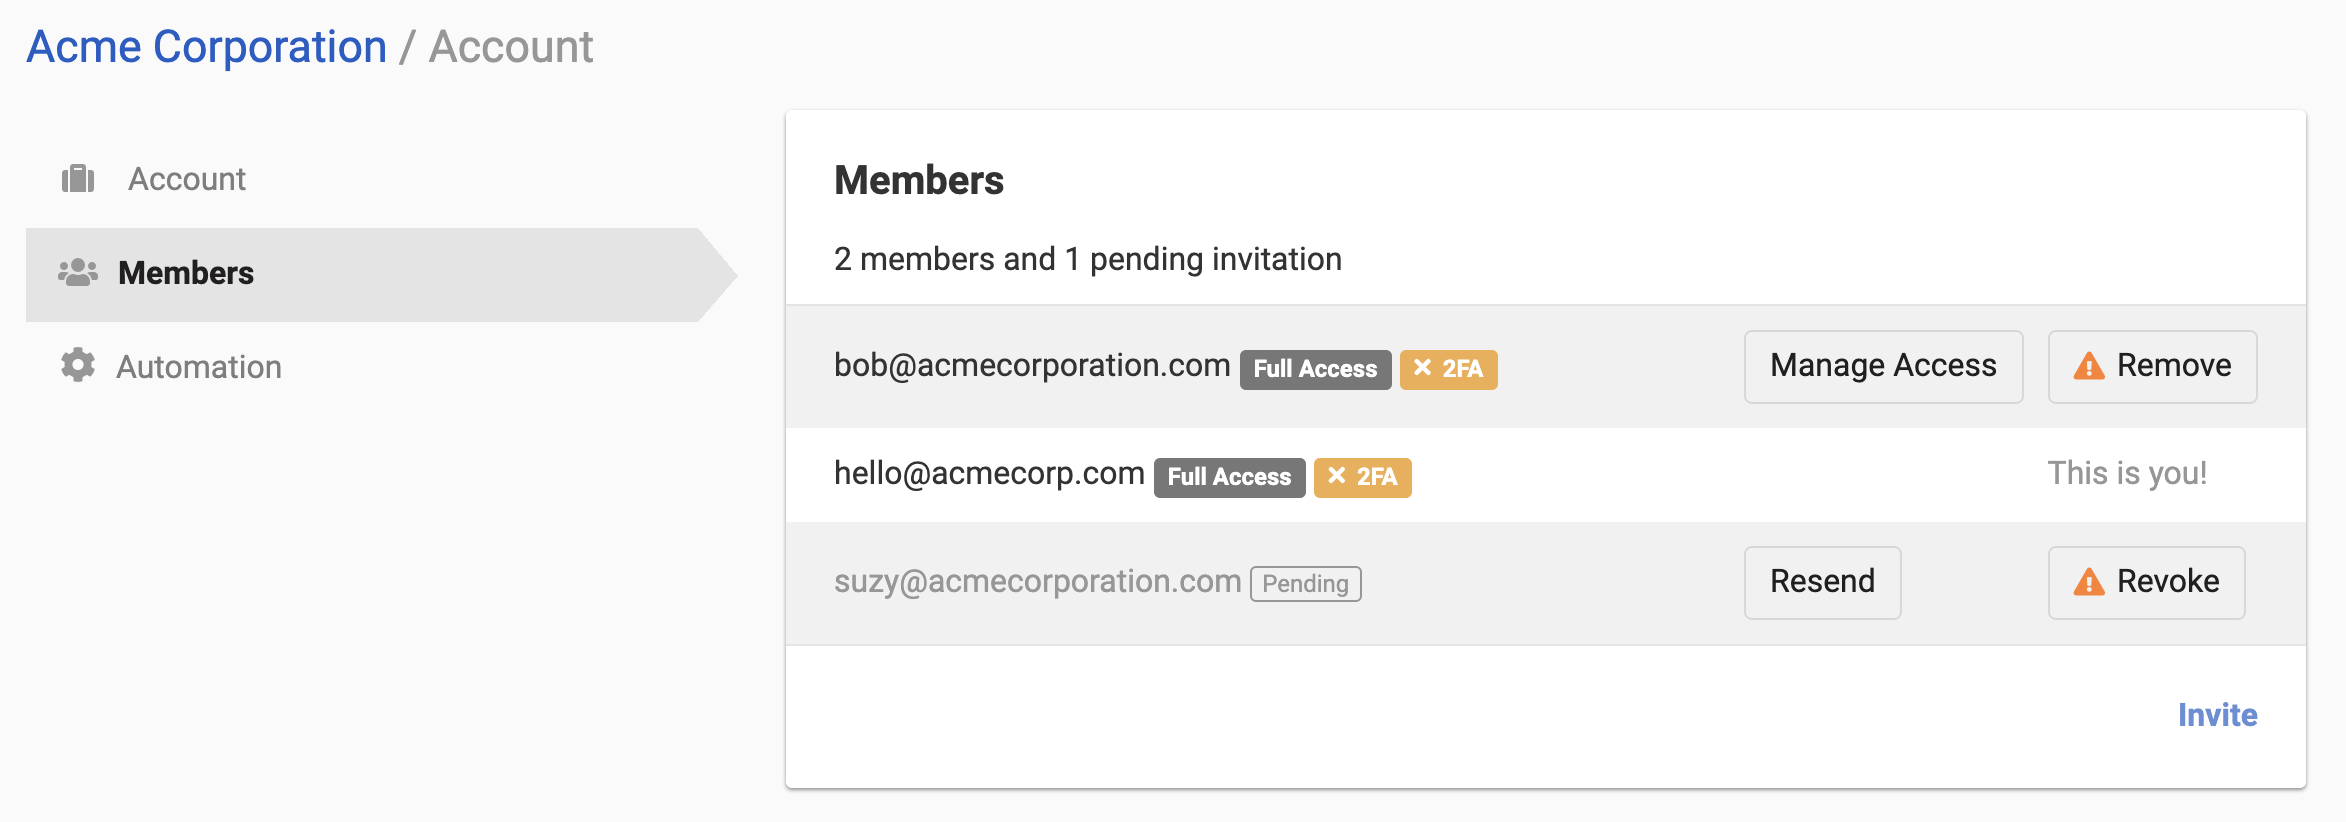 Acme Corporation / Account
Account
Members
Automation
Members
2 members and 1 pending invitation
bob@acmecorporation.com Full Access × 2FA Manage Access Remove
hello@acmecorp.com Full Access × 2FA This is you!
suzy@acmecorporation.com Pending Resend Revoke
Invite